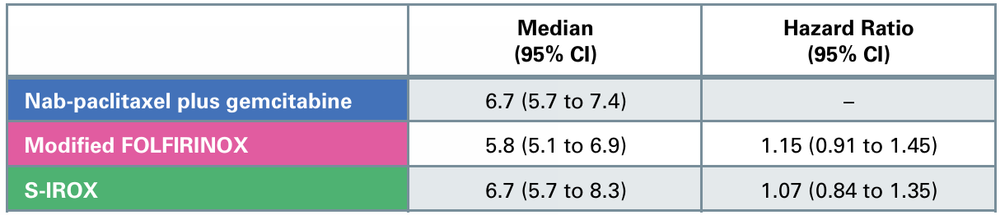 Median
(95% CI)
Hazard Ratio
(95% CI)
Nab-paclitaxel plus gemcitabine 6.7 (5.7 to 7.4) –
Modified FOLFIRINOX 5.8 (5.1 to 6.9) 1.15 (0.91 to 1.45)
S-IROX 6.7 (5.7 to 8.3) 1.07 (0.84 to 1.35)